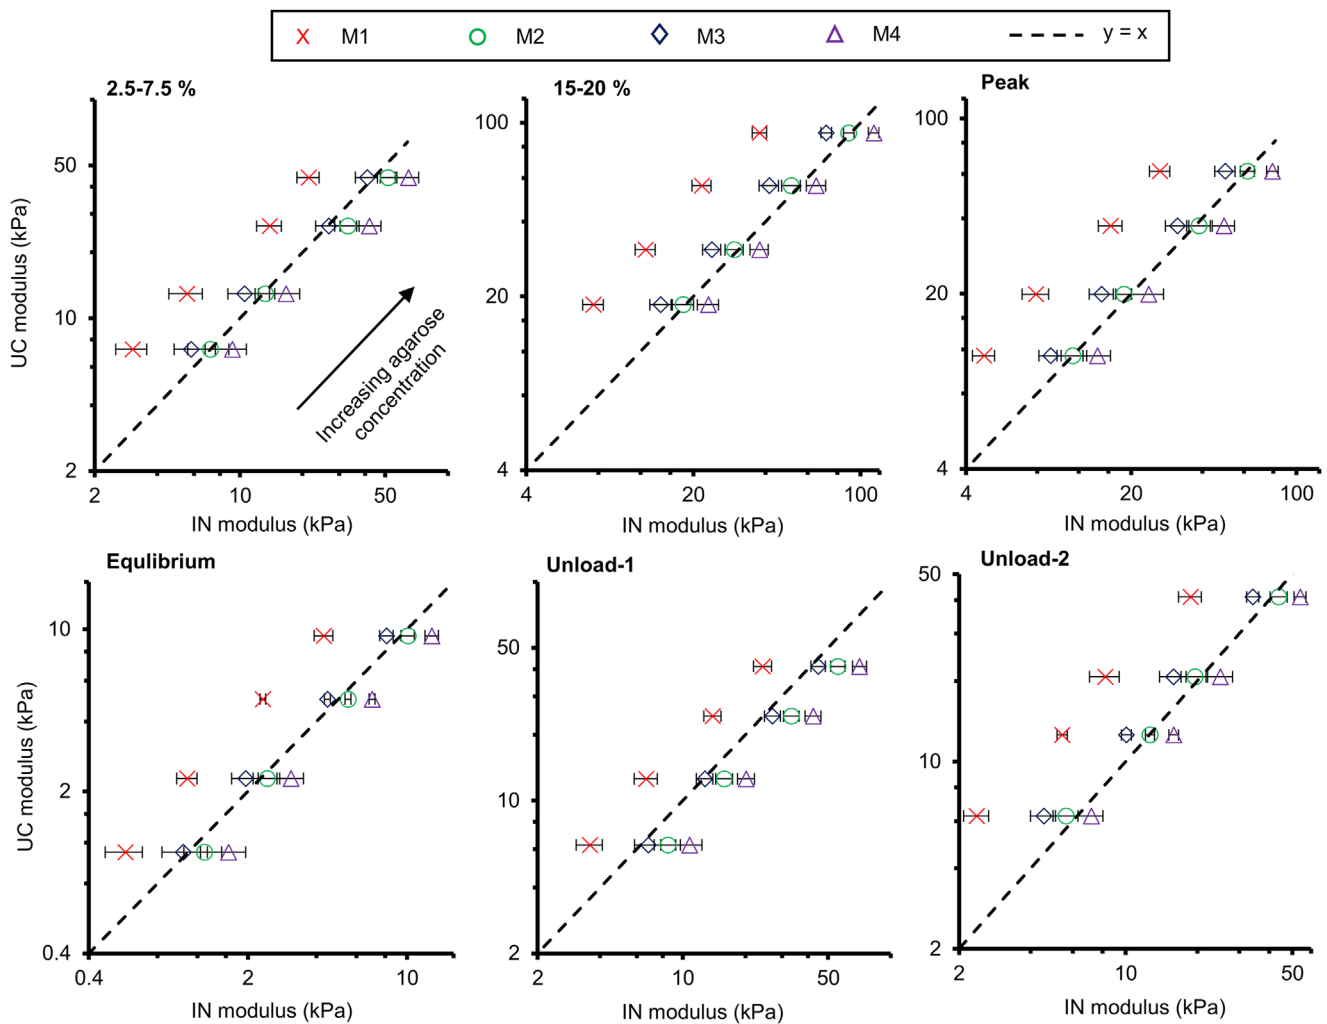 M1 M2 M3 M4 y = x
2.5-7.5 %
15-20 %
Peak
UC modulus (kPa)
50
10
2
2 10 50
IN modulus (kPa)
Increasing agarose
concentration
100
20
4
4 20 100
IN modulus (kPa)
100
20
4
4 20 100
IN modulus (kPa)
Equlibrium
Unload-1
Unload-2
UC modulus (kPa)
10
2
0.4
0.4 2 10
IN modulus (kPa)
50
10
2
2 10 50
IN modulus (kPa)
50
10
2
2 10 50
IN modulus (kPa)